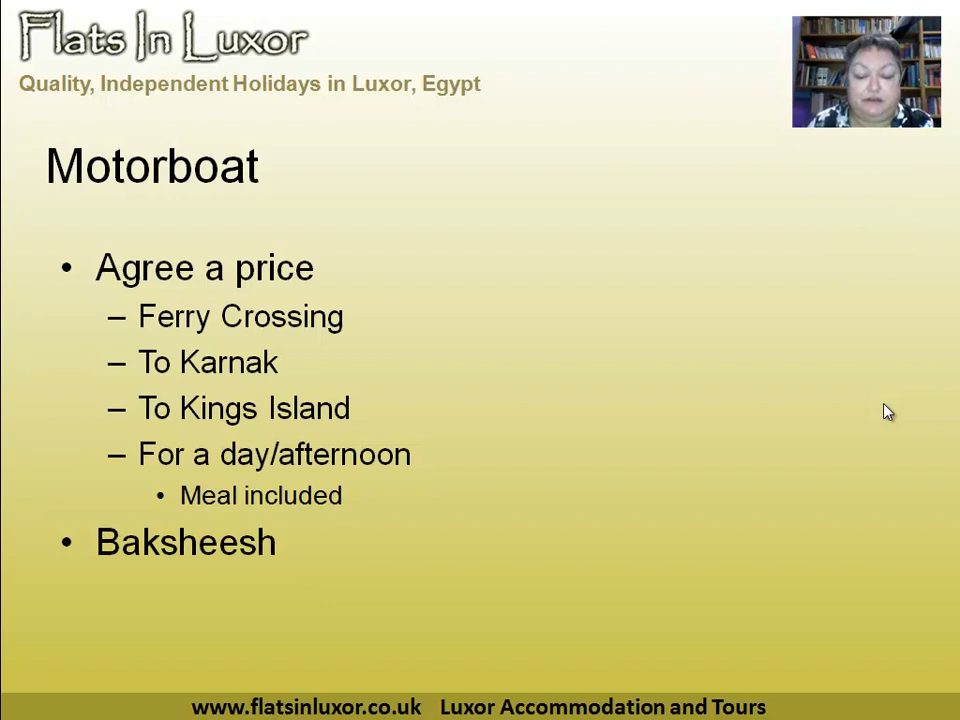 Flats In Luxor
Quality, Independent Holidays in Luxor, Egypt
Motorboat
• Agree a price
– Ferry Crossing
– To Karnak
– To Kings Island
– For a day/afternoon
• Meal included
• Baksheesh
www.flatsinluxor.co.uk Luxor Accommodation and Tours